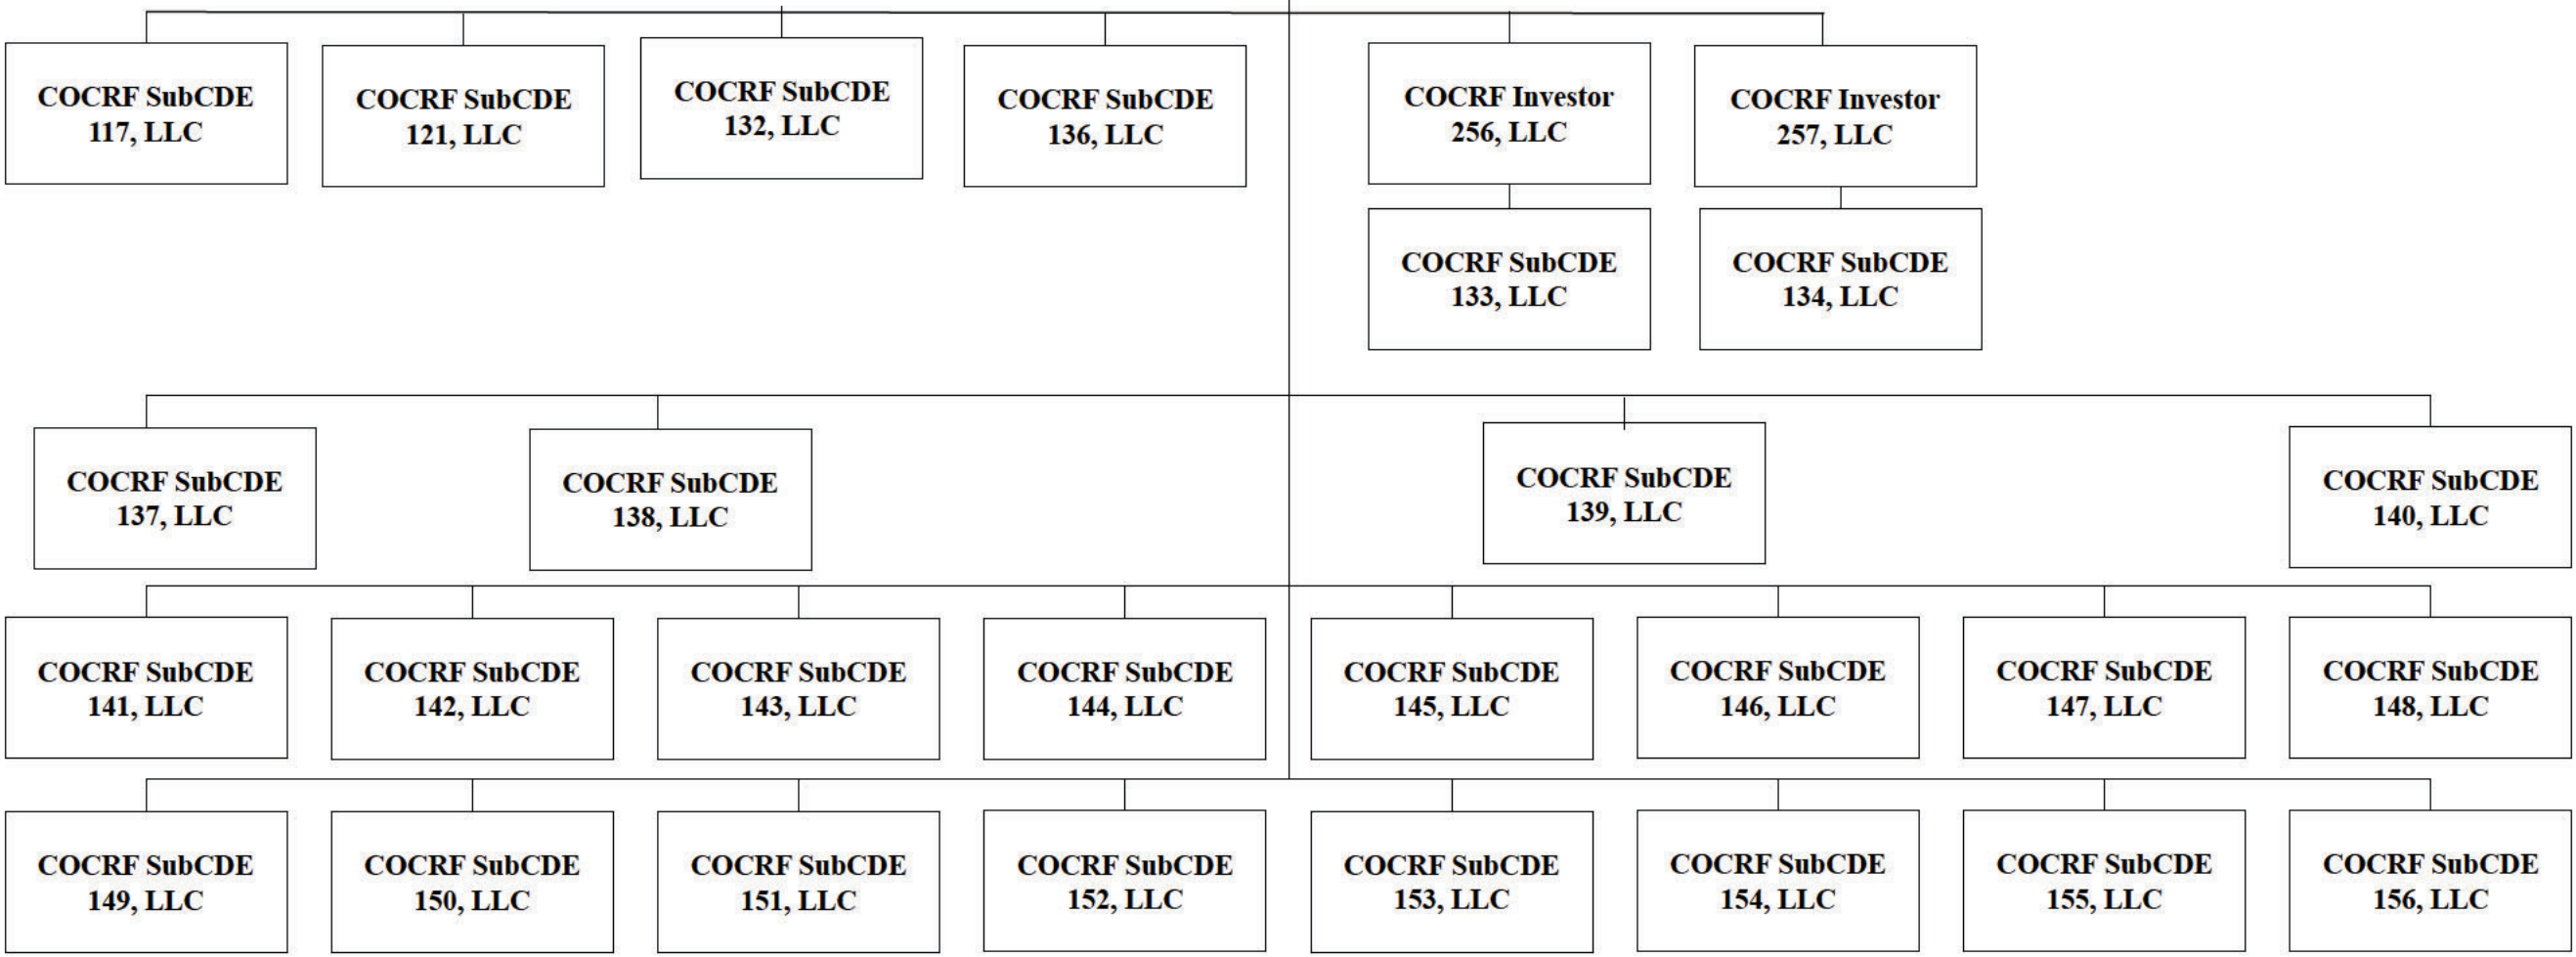 COCRF SubCDE
117, LLC
COCRF SubCDE
121, LLC
COCRF SubCDE
132, LLC
COCRF SubCDE
136, LLC
COCRF Investor
256, LLC
COCRF Investor
257, LLC
COCRF SubCDE
133, LLC
COCRF SubCDE
134, LLC
COCRF SubCDE
137, LLC
COCRF SubCDE
138, LLC
COCRF SubCDE
139, LLC
COCRF SubCDE
140, LLC
COCRF SubCDE
141, LLC
COCRF SubCDE
142, LLC
COCRF SubCDE
143, LLC
COCRF SubCDE
144, LLC
COCRF SubCDE
145, LLC
COCRF SubCDE
146, LLC
COCRF SubCDE
147, LLC
COCRF SubCDE
148, LLC
COCRF SubCDE
149, LLC
COCRF SubCDE
150, LLC
COCRF SubCDE
151, LLC
COCRF SubCDE
152, LLC
COCRF SubCDE
153, LLC
COCRF SubCDE
154, LLC
COCRF SubCDE
155, LLC
COCRF SubCDE
156, LLC